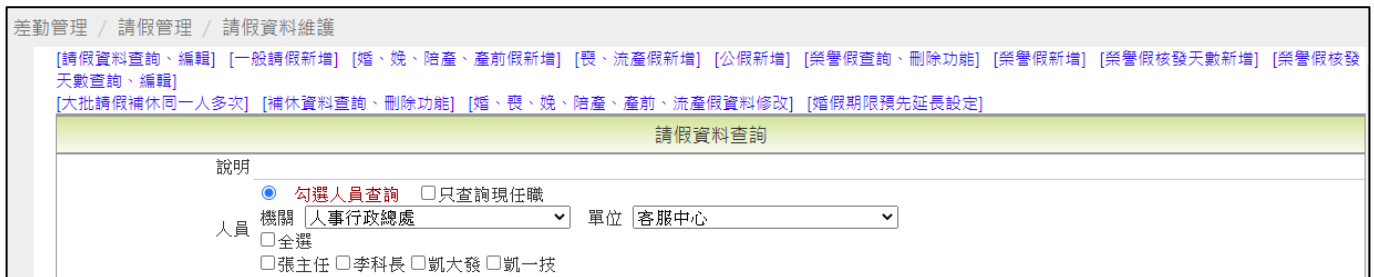 差勤管理 / 請假管理 / 請假資料維護
[請假資料查詢、編輯] [一般請假新增] [婚、娩、陪產、產前假新增] [喪、流產假新增] [公假新增] [榮譽假查詢、刪除功能] [榮譽假新增] [榮譽假核發天數新增] [榮譽假核發
天數查詢、編輯]
[大批請假補休同一人多次] [補休資料查詢、刪除功能] [婚、喪、娩、陪產、產前、流產假資料修改] [婚假期限預先延長設定]
請假資料查詢
說明
勾選人員查詢 只查詢現任職
人員
機關 人事行政總處 單位 客服中心
全選
張主任 李科長 凱大發 凱一技